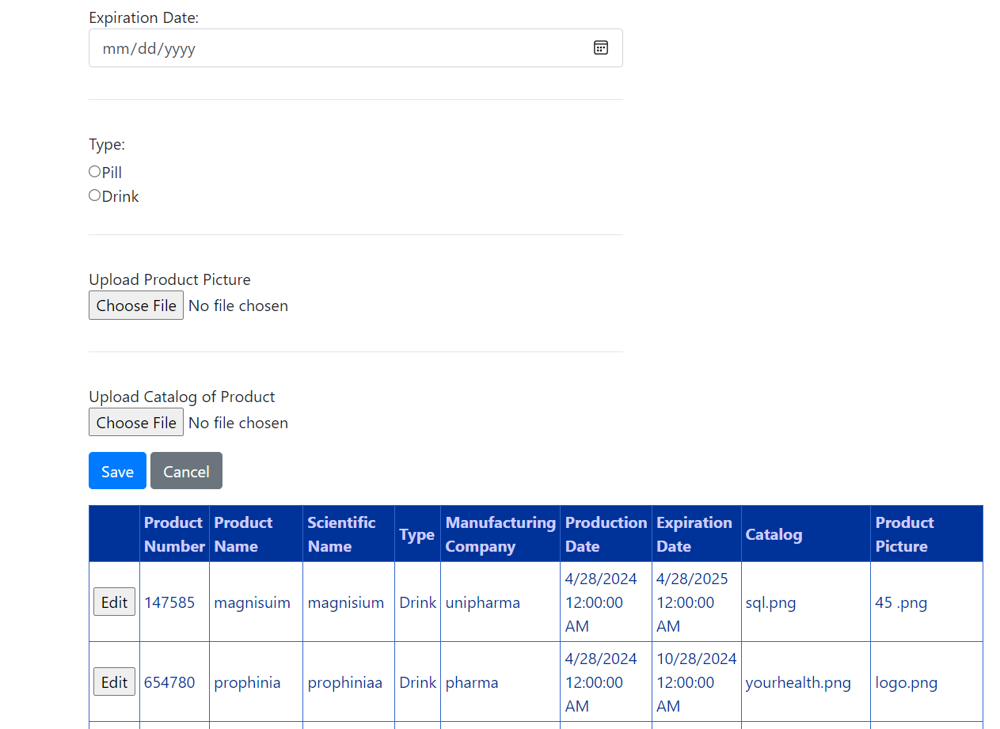 Expiration Date:
mm/dd/yyyy
Type:
Pill
Drink
Upload Product Picture
Choose File No file chosen
Upload Catalog of Product
Choose File No file chosen
Save Cancel
Product Number Product Name Scientific Name Type Manufacturing Company Production Date Expiration Date Catalog Product Picture
Edit 147585 magnisuim magnisium Drink unipharma 4/28/2024 12:00:00 AM 4/28/2025 12:00:00 AM sql.png 45 .png
Edit 654780 prophinia prophiniaa Drink pharma 4/28/2024 12:00:00 AM 10/28/2024 12:00:00 AM yourhealth.png logo.png